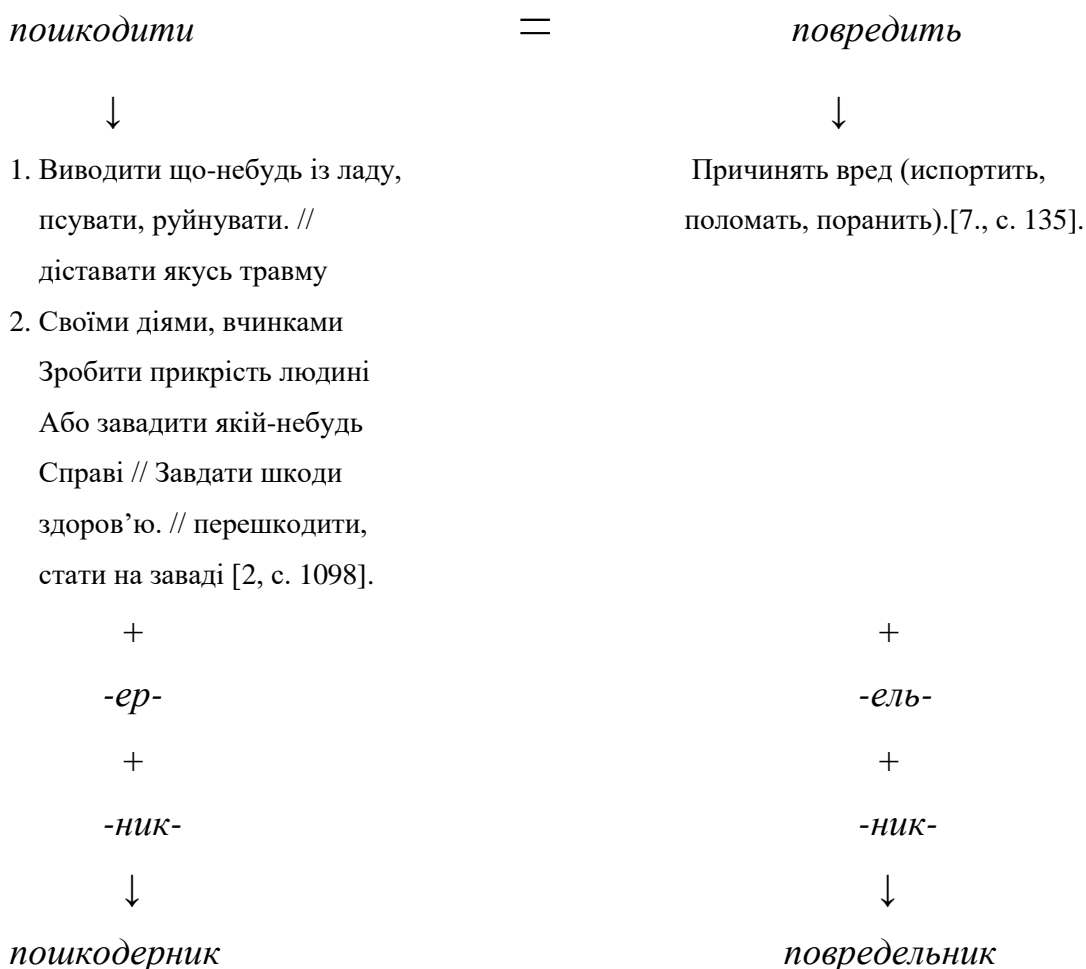 пошкодити = повредить
↓ ↓
1. Виводити що-небудь із ладу, Причинять вред (испортить,
псувати, руйнувати. // поломать, поранить).[7., с. 135].
діставати якусь травму
2. Своїми діями, вчинками
Зробити прикрість людині
Або завадити якій-небудь
Справі // Завдати шкоди
здоров’ю. // перешкодити,
стати на заваді [2, с. 1098].
+ +
-ер- -ель-
+ +
-ник- -ник-
↓ ↓
пошкодерник повредельник